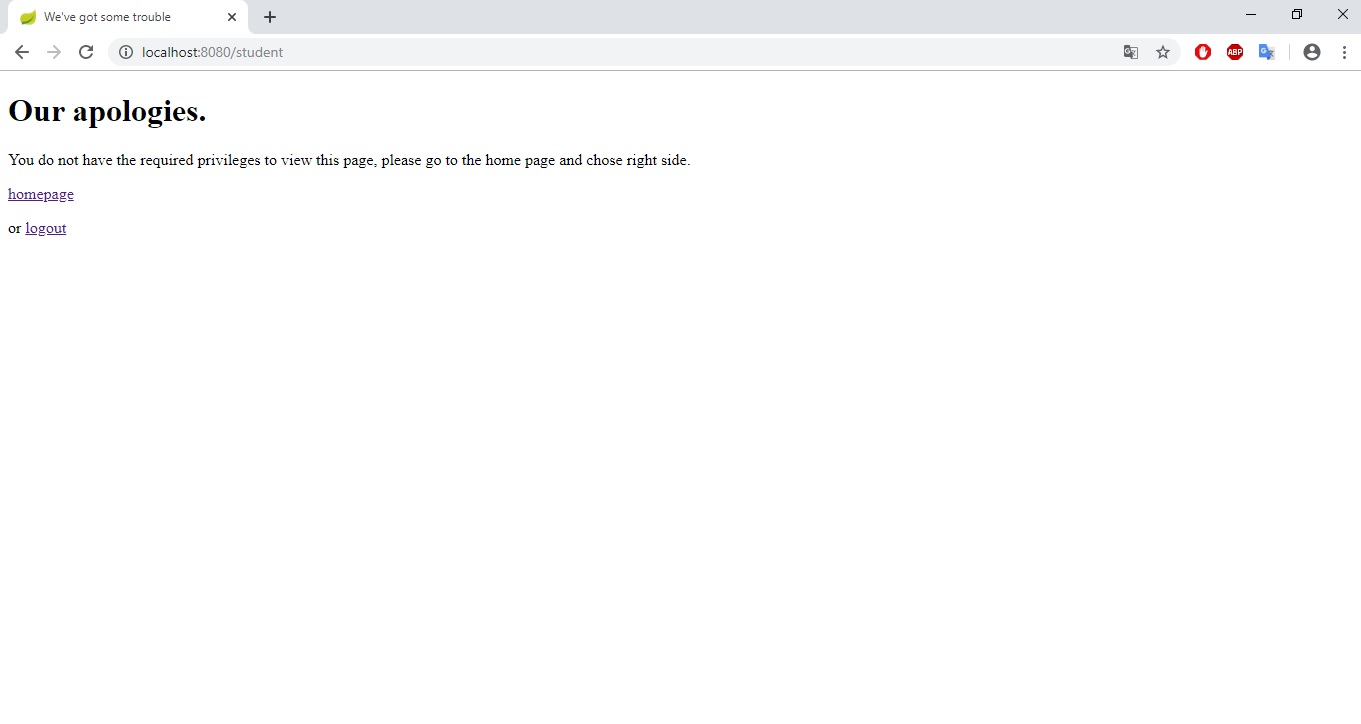 We've got some trouble
localhost:8080/student
ABP
Our apologies.
You do not have the required privileges to view this page, please go to the home page and chose right side.
homepage
or logout